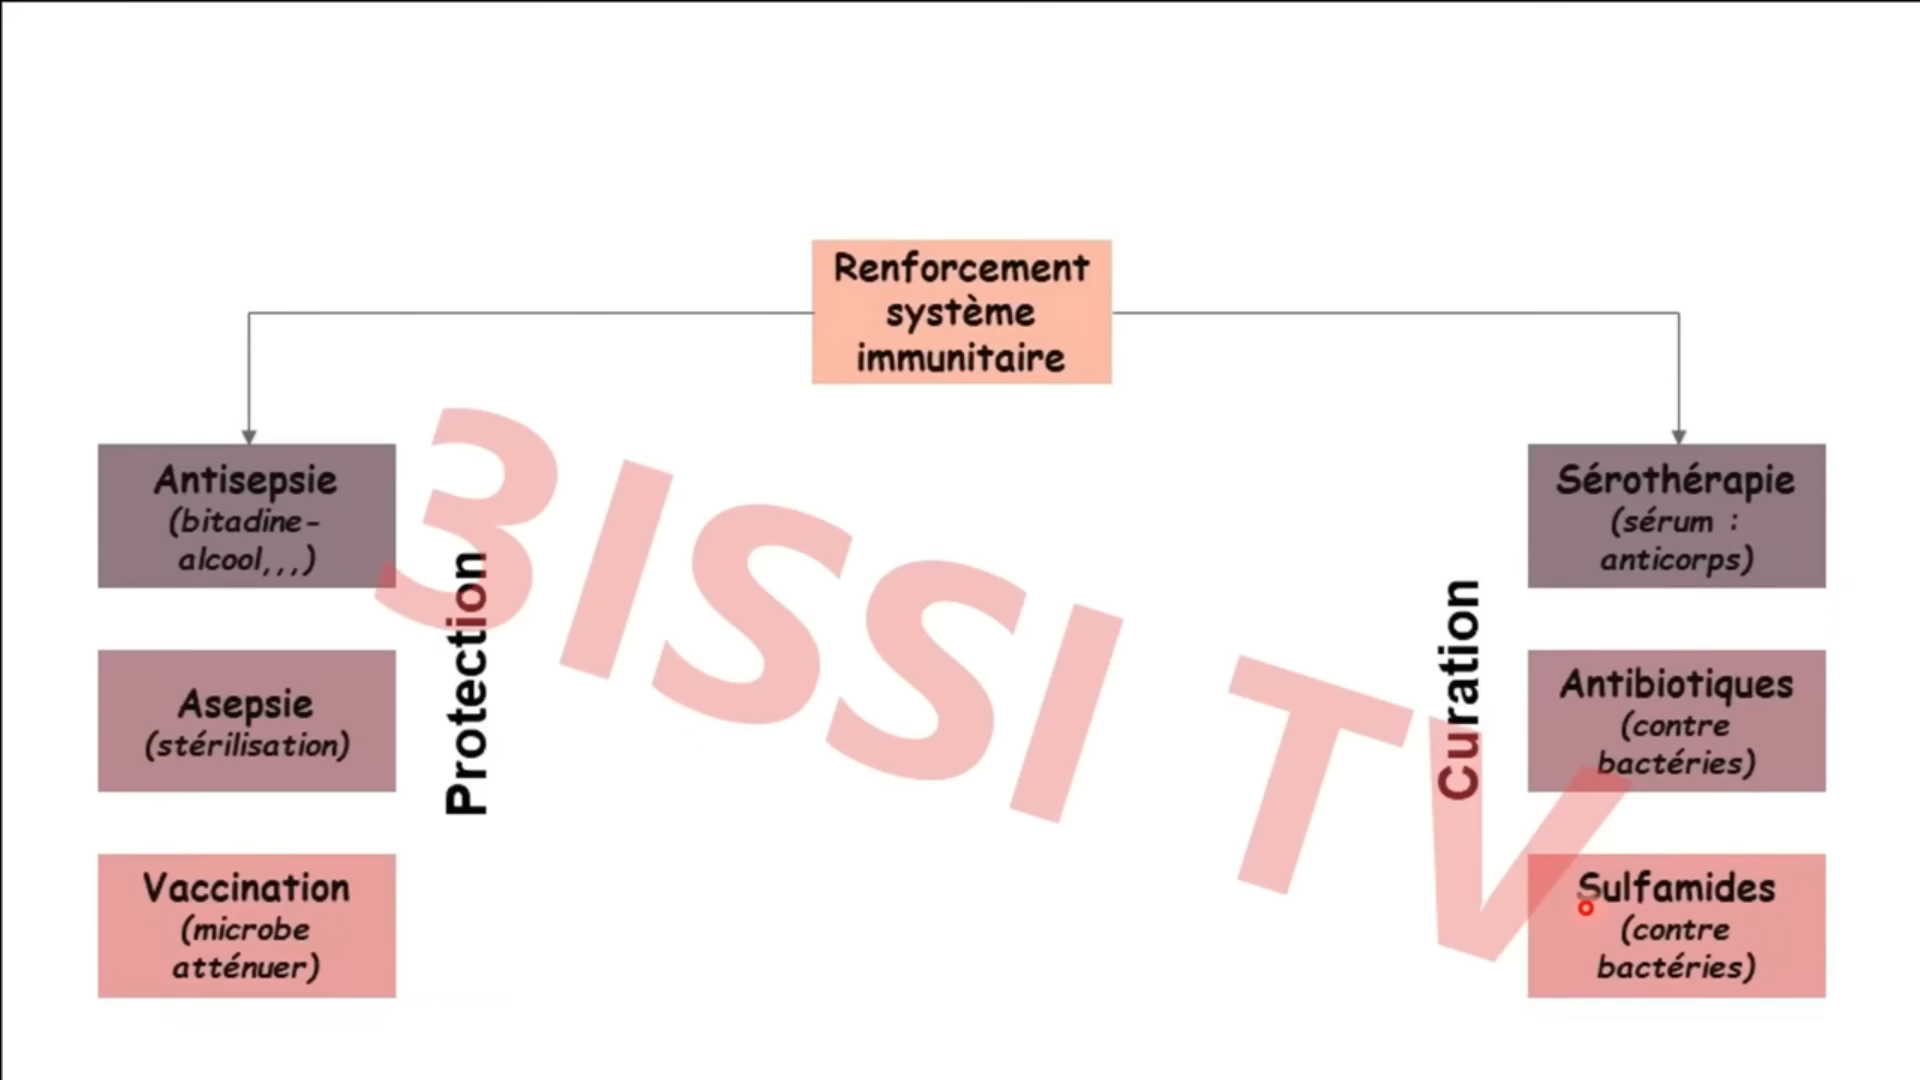 Renforcement
système
immunitaire
Antisepsie
(bitadine-
alcool,,,)
Asepsie
(stérilisation)
Vaccination
(microbe
atténuer)
Protection
3ISSI TV
Curation
Sérothérapie
(sérum :
anticorps)
Antibiotiques
(contre
bactéries)
Sulfamides
(contre
bactéries)